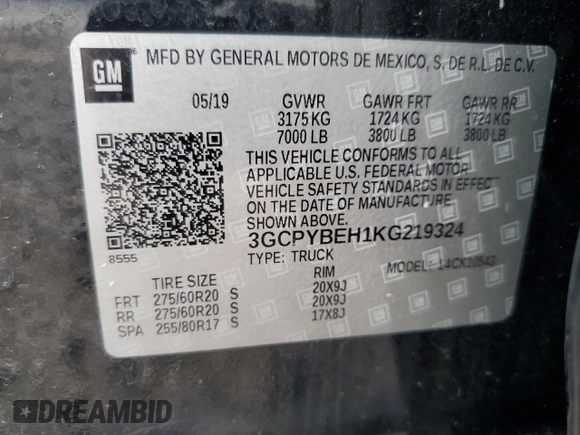 GM
MFD BY GENERAL MOTORS DE MEXICO, S. DE R.L. DE C.V.
05/19 GVWR GAWR FRT GAWR RR
3175 KG 1724 KG 1724 KG
7000 LB 3800 LB 3800 LB
THIS VEHICLE CONFORMS TO ALL
APPLICABLE U.S. FEDERAL MOTOR
VEHICLE SAFETY STANDARDS IN EFFECT
ON THE DATE OF MANUFACTURE
SHOWN ABOVE.
8555
3GCPYBEH1KG219324
TYPE: TRUCK MODEL: 14CK10543
TIRE SIZE RIM
FRT 275/60R20 S 20X9J
RR 275/60R20 S 20X9J
SPA 255/80R17 S 17X8J
DREAMBID